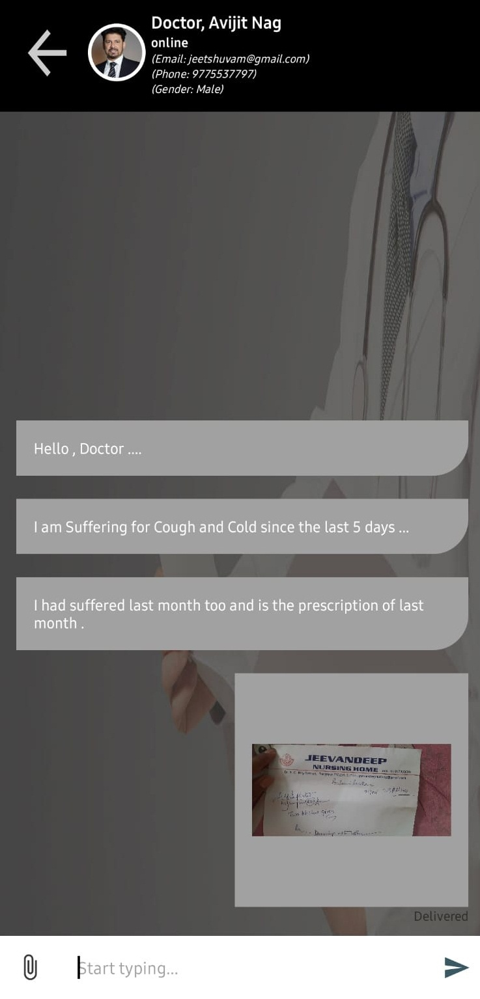 Doctor, Avijit Nag
online
(Email: jeetshuvam@gmail.com)
(Phone: 9775537797)
(Gender: Male)
Hello , Doctor ....
I am Suffering for Cough and Cold since the last 5 days ...
I had suffered last month too and is the prescription of last
month .
JEEVANDEEP
NURSING HOME
Delivered
Start typing...